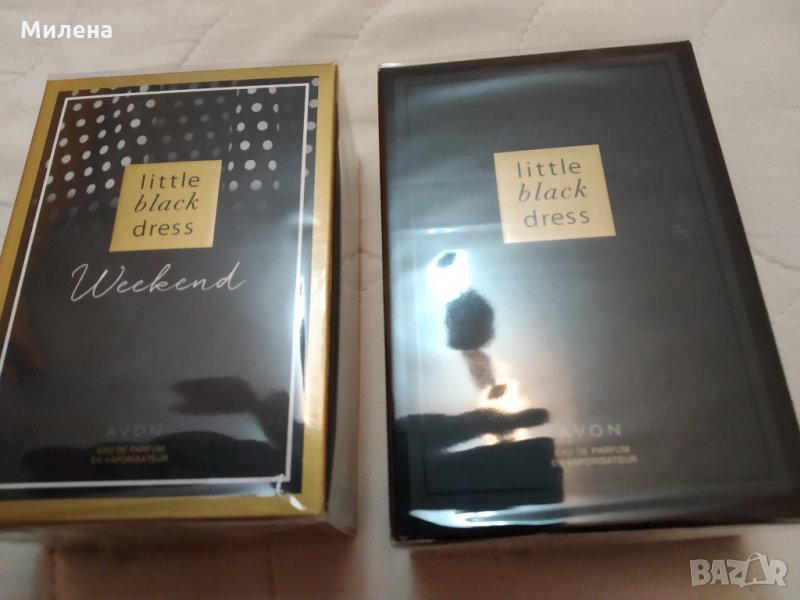 Милена
little
black
dress
Weekend
AVON
EAU DE PARFUM
EN VAPORISATEUR
little
black
dress
AVON
EAU DE PARFUM
EN VAPORISATEUR
BAZAR